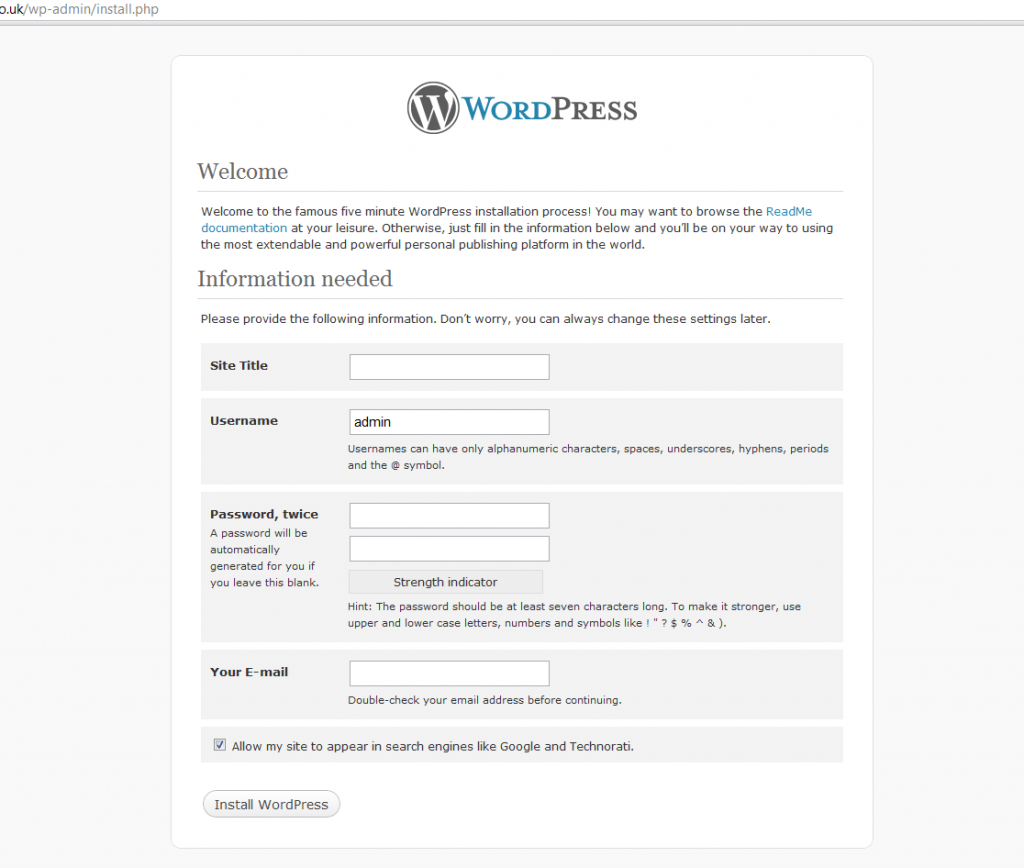 o.uk/wp-admin/install.php
WORDPRESS
Welcome
Welcome to the famous five minute WordPress installation process! You may want to browse the ReadMe
documentation at your leisure. Otherwise, just fill in the information below and you'll be on your way to using
the most extendable and powerful personal publishing platform in the world.
Information needed
Please provide the following information. Don't worry, you can always change these settings later.
Site Title
Username
admin
Usernames can have only alphanumeric characters, spaces, underscores, hyphens, periods
and the @ symbol.
Password, twice
A password will be
automatically
generated for you if
you leave this blank.
Strength indicator
Hint: The password should be at least seven characters long. To make it stronger, use
upper and lower case letters, numbers and symbols like ! " ? $ % ^ & ).
Your E-mail
Double-check your email address before continuing.
Allow my site to appear in search engines like Google and Technorati.
Install WordPress